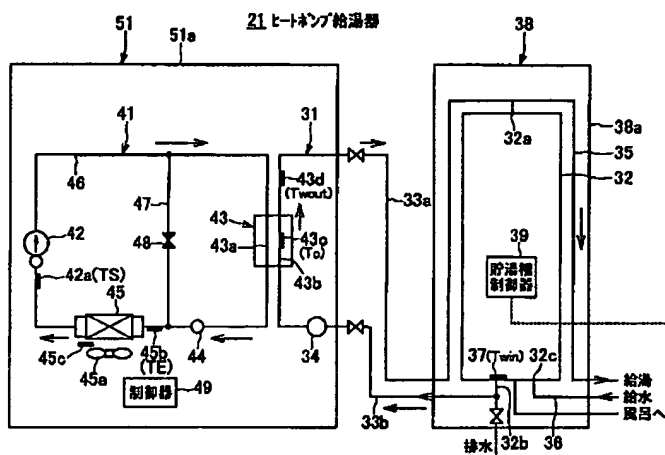 21 ヒートポンプ給湯器
51
51a
38
41
31
32a
38a
46
35
47
43d
(Twout)
32
33a
43
42
48
43a
43c
(To)
39
貯湯槽
制御器
42a(TS)
45
43b
45c
45b
(TE)
44
34
37(Twin)
32c
45a
制御器
49
給湯
給水
風呂へ
33b
32b
36
排水